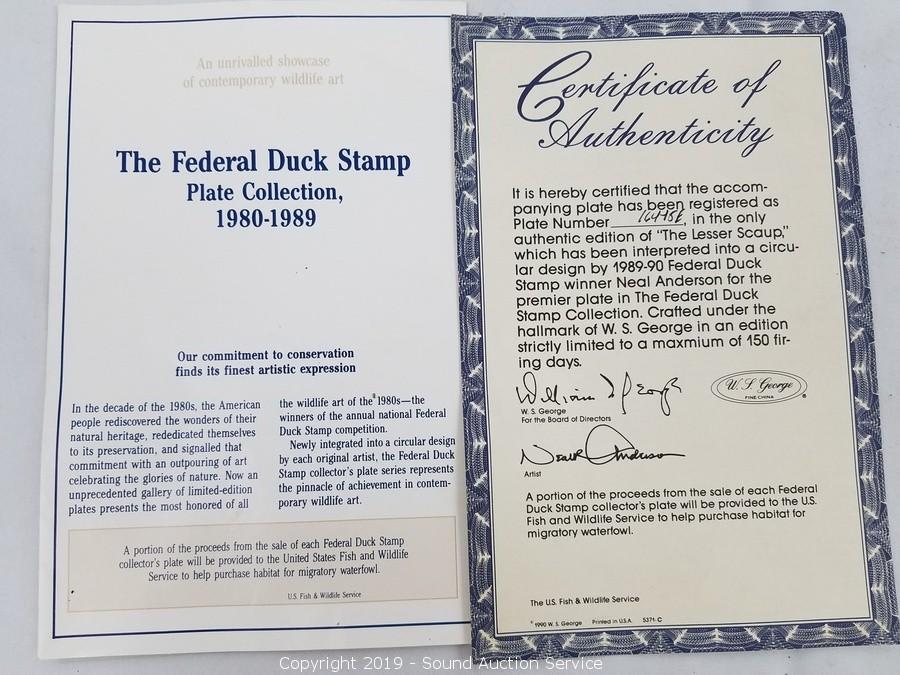 An unrivalled showcase
of contemporary wildlife art
The Federal Duck Stamp
Plate Collection,
1980-1989
Our commitment to conservation
finds its finest artistic expression
In the decade of the 1980s, the American
people rediscovered the wonders of their
natural heritage, rededicated themselves
to its preservation, and signalled that
commitment with an outpouring of art
celebrating the glories of nature. Now an
unprecedented gallery of limited-edition
plates presents the most honored of all
the wildlife art of the 1980s—the
winners of the annual national Federal
Duck Stamp competition.
Newly integrated into a circular design
by each original artist, the Federal Duck
Stamp collector's plate series represents
the pinnacle of achievement in contem-
porary wildlife art.
A portion of the proceeds from the sale of each Federal Duck Stamp
collector's plate will be provided to the United States Fish and Wildlife
Service to help purchase habitat for migratory waterfowl.
U.S. Fish & Wildlife Service
Certificate of
Authenticity
It is hereby certified that the accom-
panying plate has been registered as
Plate Number , in the only
authentic edition of "The Lesser Scaup,"
which has been interpreted into a circu-
lar design by 1989-90 Federal Duck
Stamp winner Neal Anderson for the
premier plate in The Federal Duck
Stamp Collection. Crafted under the
hallmark of W. S. George in an edition
strictly limited to a maxmium of 150 fir-
ing days.
William S George
W. S. George
For the Board of Directors
W. S. George
FINE CHINA
®
Neal Anderson
Artist
A portion of the proceeds from the sale of each Federal
Duck Stamp collector's plate will be provided to the U.S.
Fish and Wildlife Service to help purchase habitat for
migratory waterfowl.
The U.S. Fish & Wildlife Service
© 1990 W. S. George Printed in U.S.A. 5371-C
Copyright 2019 - Sound Auction Service